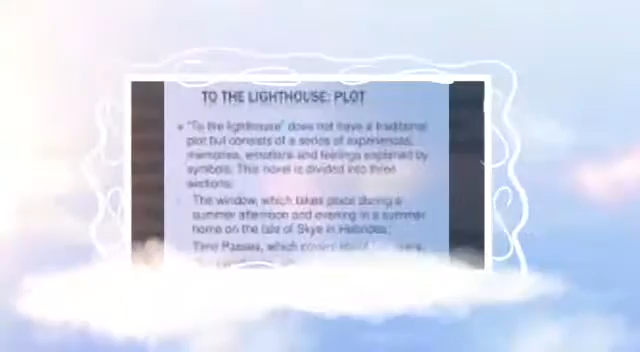 TO THE LIGHTHOUSE: PLOT
• "To the lighthouse" does not have a traditional
plot but consists of a series of experiences,
memories, emotions and feelings explained by
symbols. This novel is divided into three
sections:
The window, which takes place during a
summer afternoon and evening in a summer
home on the Isle of Skye in Hebrides;
Time Passes, which covers about